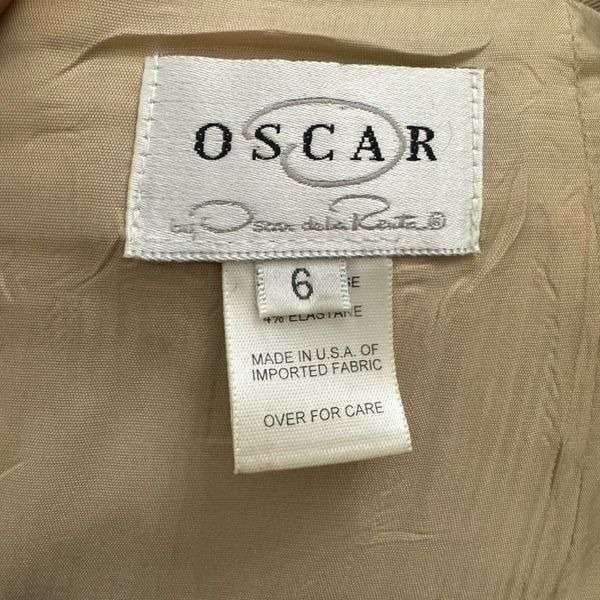 OSCAR
by Oscar de la Renta ®
6
4% ELASTANE
MADE IN U.S.A. OF
IMPORTED FABRIC
OVER FOR CARE